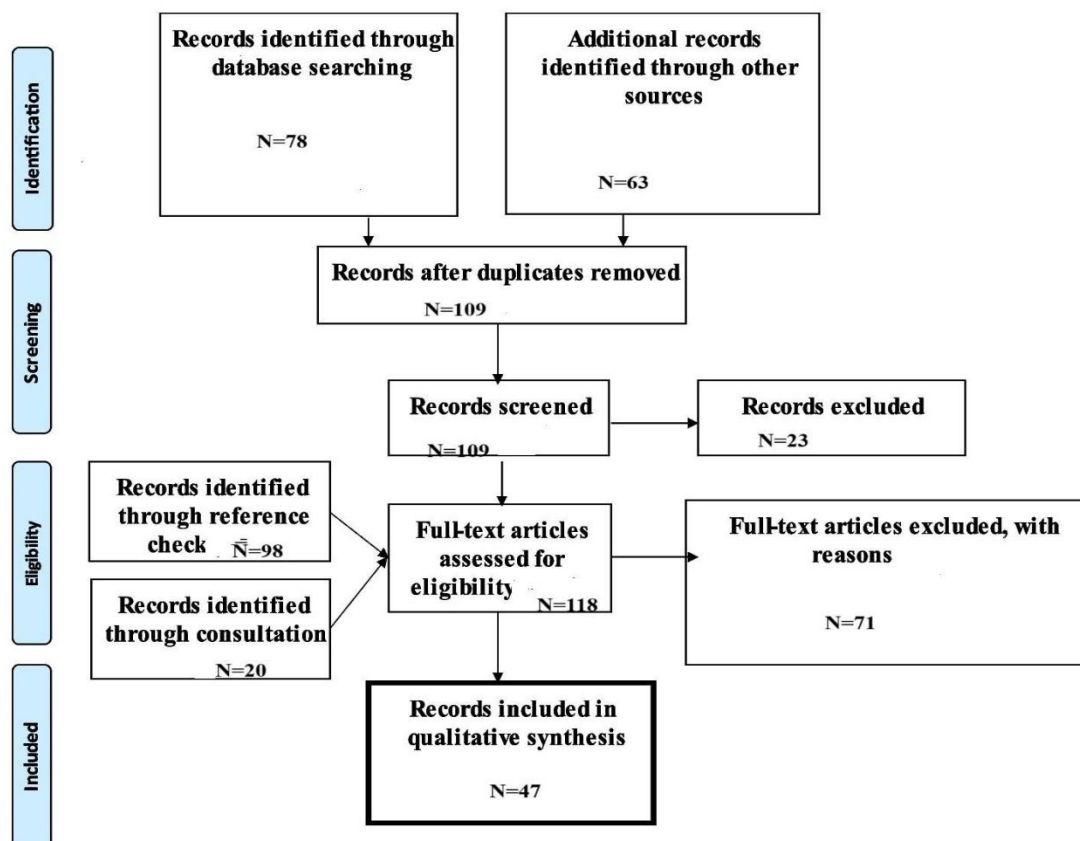 Identification
Records identified through
database searching
N=78
Additional records
identified through other
sources
N=63
Screening
Records after duplicates removed
N=109
Records screened
N=109
Records excluded
N=23
Eligibility
Records identified
through reference
check N=98
Records identified
through consultation
N=20
Full-text articles
assessed for
eligibility
N=118
Full-text articles excluded, with
reasons
N=71
Included
Records included in
qualitative synthesis
N=47